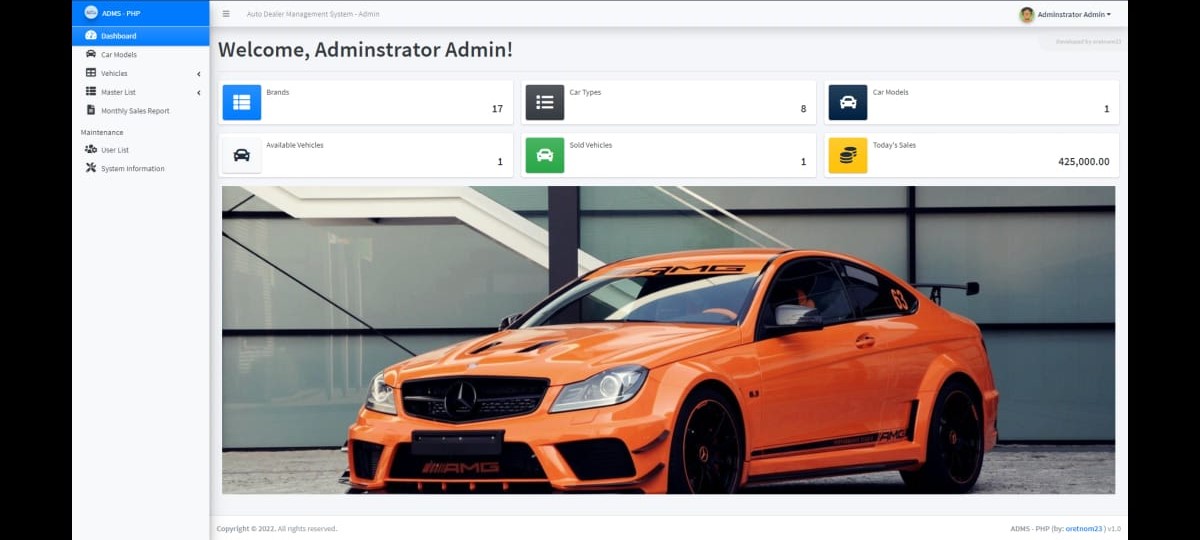 ADMS - PHP
Auto Dealer Management System - Admin
Adminstrator Admin
Dashboard
Car Models
Vehicles
Master List
Monthly Sales Report
Maintenance
User List
System Information
Welcome, Adminstrator Admin!
Brands
17
Car Types
8
Car Models
1
Available Vehicles
1
Sold Vehicles
1
Today's Sales
425,000.00
AMG
63
6.3
AMG
AMG
Copyright © 2022. All rights reserved.
ADMS - PHP (by: oretnom23 ) v1.0